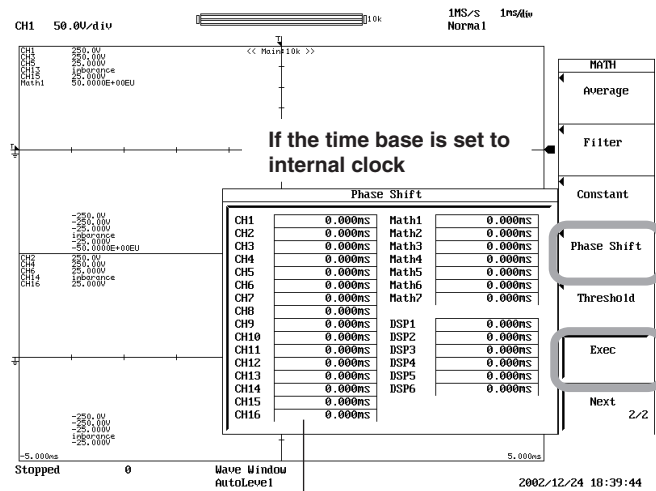 CH1 50.0V/div
10k
1MS/s 1ms/div
Normal
<< Main:10k >>
CH1 250.0V
CH3 250.0V
CH5 25.000V
CH13 inbarance
CH15 25.000V
Math1 50.0000E+00EU
If the time base is set to
internal clock
-250.0V
-250.0V
-25.000V
inbarance
-25.000V
-50.0000E+00EU
CH2 250.0V
CH4 250.0V
CH6 25.000V
CH14 inbarance
CH16 25.000V
-250.0V
-250.0V
-25.000V
inbarance
-25.000V
-5.000ms
5.000ms
Phase Shift
CH1 0.000ms Math1 0.000ms
CH2 0.000ms Math2 0.000ms
CH3 0.000ms Math3 0.000ms
CH4 0.000ms Math4 0.000ms
CH5 0.000ms Math5 0.000ms
CH6 0.000ms Math6 0.000ms
CH7 0.000ms Math7 0.000ms
CH8 0.000ms
CH9 0.000ms DSP1 0.000ms
CH10 0.000ms DSP2 0.000ms
CH11 0.000ms DSP3 0.000ms
CH12 0.000ms DSP4 0.000ms
CH13 0.000ms DSP5 0.000ms
CH14 0.000ms DSP6 0.000ms
CH15 0.000ms
CH16 0.000ms
MATH
Average
Filter
Constant
Phase Shift
Threshold
Exec
Next
2/2
Stopped 0 Wave Window
AutoLevel
2002/12/24 18:39:44